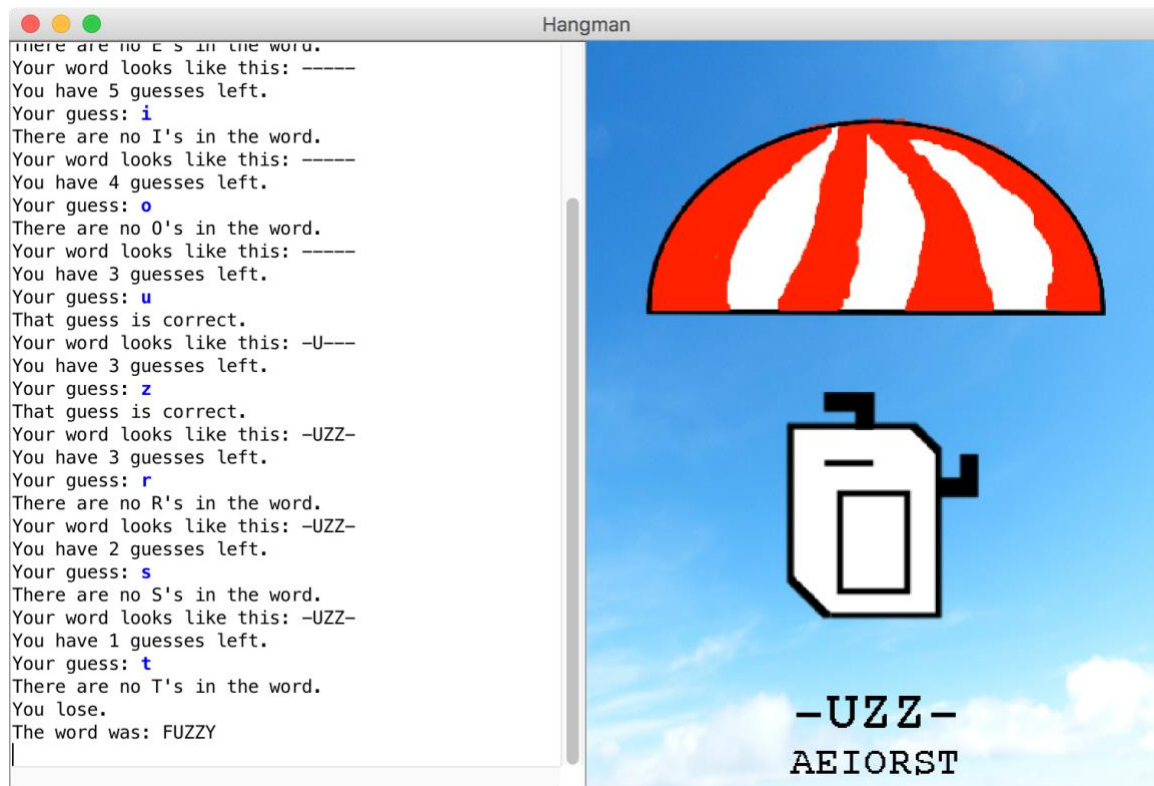 Hangman
There are no E's in the word.
Your word looks like this: -----
You have 5 guesses left.
Your guess: i
There are no I's in the word.
Your word looks like this: -----
You have 4 guesses left.
Your guess: o
There are no O's in the word.
Your word looks like this: -----
You have 3 guesses left.
Your guess: u
That guess is correct.
Your word looks like this: -U---
You have 3 guesses left.
Your guess: z
That guess is correct.
Your word looks like this: -UZZ-
You have 3 guesses left.
Your guess: r
There are no R's in the word.
Your word looks like this: -UZZ-
You have 2 guesses left.
Your guess: s
There are no S's in the word.
Your word looks like this: -UZZ-
You have 1 guesses left.
Your guess: t
There are no T's in the word.
You lose.
The word was: FUZZY
-UZZ-
AEIORST